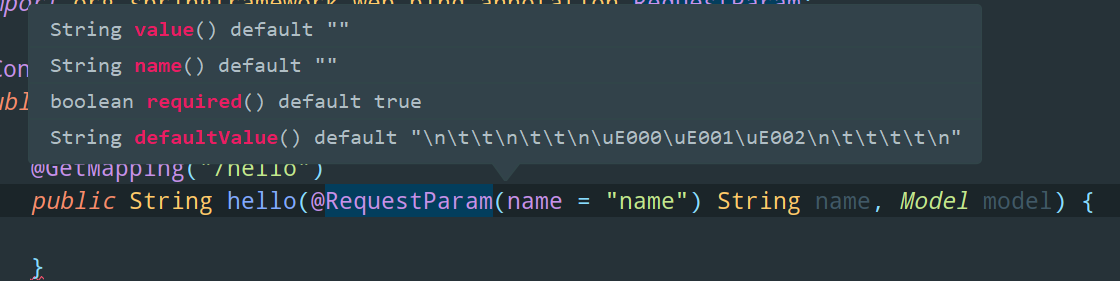 String value() default ""
String name() default ""
boolean required() default true
String defaultValue() default "\n\t\t\n\t\t\n\uE000\uE001\uE002\n\t\t\t\t\n"
@GetMapping("/hello")
public String hello(@RequestParam(name = "name") String name, Model model) {
}